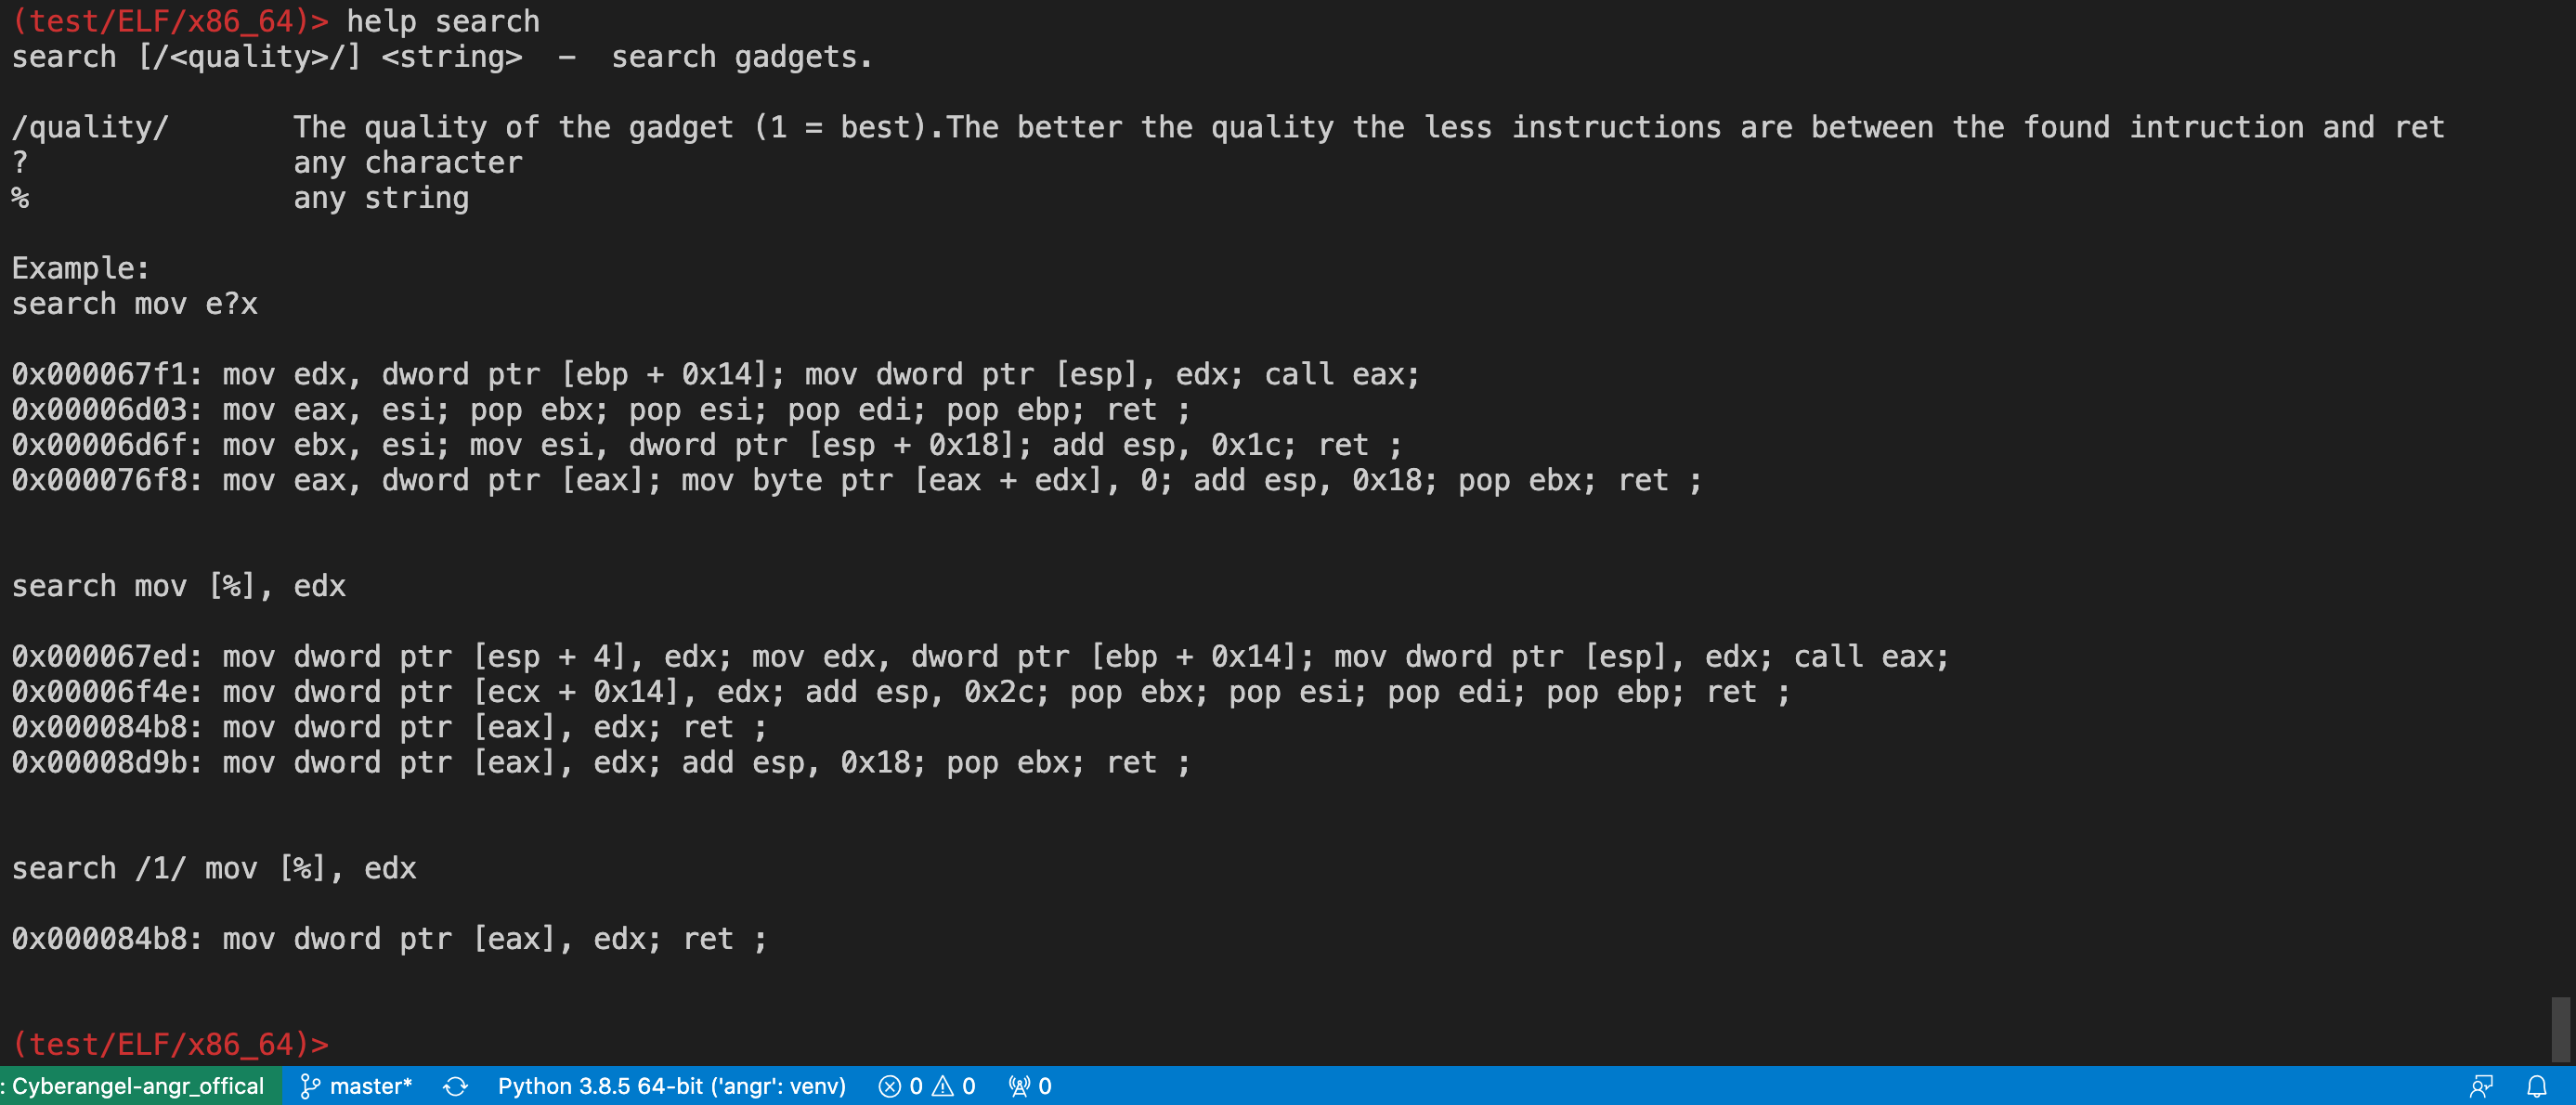 (test/ELF/x86_64)> help search
search [/<quality>/] <string>  –  search gadgets.
/quality/       The quality of the gadget (1 = best).The better the quality the less instructions are between the found intruction and ret
?               any character
%               any string
Example:
search mov e?x
0x000067f1: mov edx, dword ptr [ebp + 0x14]; mov dword ptr [esp], edx; call eax;
0x00006d03: mov eax, esi; pop ebx; pop esi; pop edi; pop ebp; ret ;
0x00006d6f: mov ebx, esi; mov esi, dword ptr [esp + 0x18]; add esp, 0x1c; ret ;
0x000076f8: mov eax, dword ptr [eax]; mov byte ptr [eax + edx], 0; add esp, 0x18; pop ebx; ret ;
search mov [%], edx
0x000067ed: mov dword ptr [esp + 4], edx; mov edx, dword ptr [ebp + 0x14]; mov dword ptr [esp], edx; call eax;
0x00006f4e: mov dword ptr [ecx + 0x14], edx; add esp, 0x2c; pop ebx; pop esi; pop edi; pop ebp; ret ;
0x000084b8: mov dword ptr [eax], edx; ret ;
0x00008d9b: mov dword ptr [eax], edx; add esp, 0x18; pop ebx; ret ;
search /1/ mov [%], edx
0x000084b8: mov dword ptr [eax], edx; ret ;
(test/ELF/x86_64)>
: Cyberangel-angr_offical master* Python 3.8.5 64-bit ('angr': venv) 0 0 0